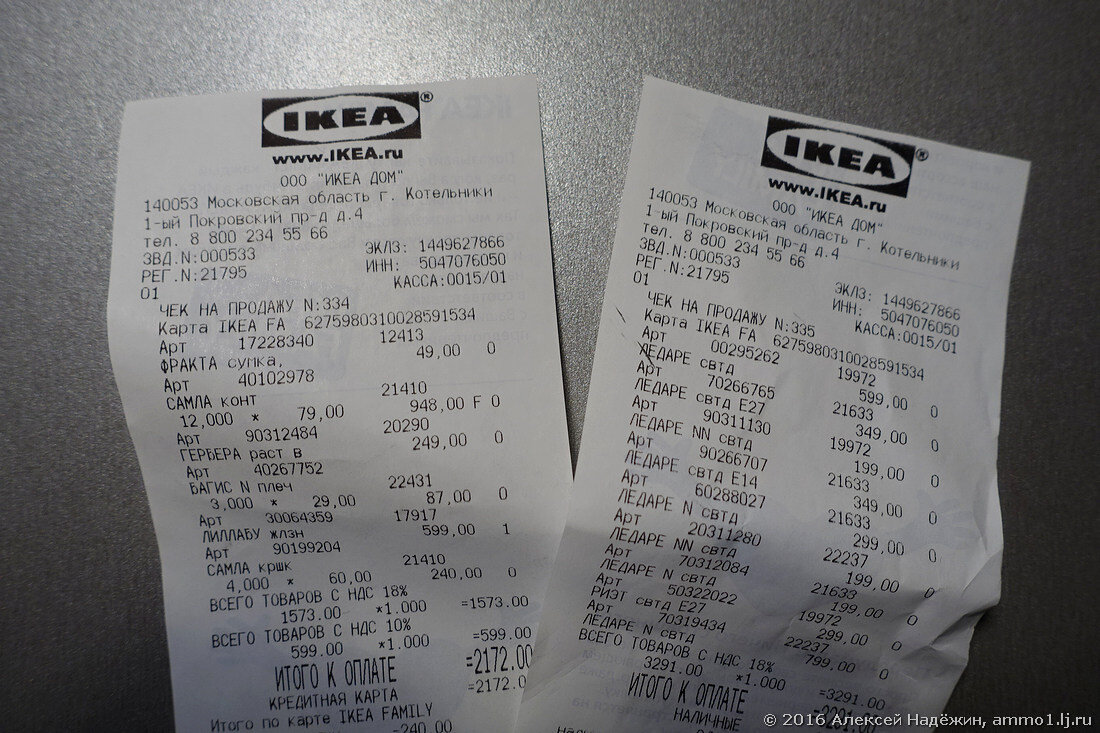 IKEA®
www.IKEA.ru
ООО "ИКЕА ДОМ"
140053 Московская область г. Котельники
1-ый Покровский пр-д д.4
тел. 8 800 234 55 66
ЗВД.N:000533 ЭКЛЗ: 1449627866
РЕГ.N:21795 ИНН: 5047076050
01 КАССА:0015/01
ЧЕК НА ПРОДАЖУ N:334
Карта IKEA FA 6275980310028591534
Арт 17228340 12413
ФРАКТА сумка, 49,00 0
Арт 40102978
САМЛА конт 21410
12,000 * 79,00 948,00 F 0
Арт 90312484 20290
ГЕРБЕРА раст в 249,00 0
Арт 40267752
БАГИС N плеч 22431
3,000 * 29,00 87,00 0
Арт 30064359 17917
ЛИЛЛАБУ жлзн 599,00 1
Арт 90199204
САМЛА кршк 21410
4,000 * 60,00 240,00 0
ВСЕГО ТОВАРОВ С НДС 18%
1573.00 *1.000 =1573.00
ВСЕГО ТОВАРОВ С НДС 10%
599.00 *1.000 =599.00
ИТОГО К ОПЛАТЕ =2172.00
КРЕДИТНАЯ КАРТА =2172.0
Итого по карте IKEA FAMILY
=240.00
IKEA®
www.IKEA.ru
ООО "ИКЕА ДОМ"
140053 Московская область г. Котельники
1-ый Покровский пр-д д.4
тел. 8 800 234 55 66
ЗВД.N:000533 ЭКЛЗ: 1449627866
РЕГ.N:21795 ИНН: 5047076050
01 КАССА:0015/01
ЧЕК НА ПРОДАЖУ N:335
Карта IKEA FA 6275980310028591534
Арт 00295262 19972
ЛЕДАРЕ свтд 599,00 0
Арт 70266765 21633
ЛЕДАРЕ свтд E27 349,00 0
Арт 90311130 19972
ЛЕДАРЕ NN свтд 199,00 0
Арт 90266707 21633
ЛЕДАРЕ свтд E14 349,00 0
Арт 60288027 21633
ЛЕДАРЕ N свтд 299,00 0
Арт 20311280 22237
ЛЕДАРЕ NN свтд 199,00 0
Арт 70312084 21633
ЛЕДАРЕ N свтд 199,00 0
Арт 50322022 19972
РИЭТ свтд E27 299,00 0
Арт 70319434 22237
ЛЕДАРЕ N свтд 799,00 0
ВСЕГО ТОВАРОВ С НДС 18%
3291.00 *1.000 =3291.00
ИТОГО К ОПЛАТЕ
НАЛИЧНЫЕ
© 2016 Алексей Надёжин, ammo1.lj.ru